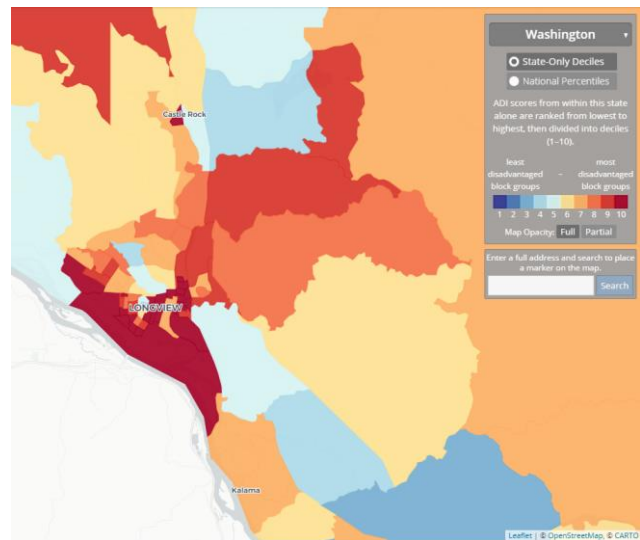 Washington
State-Only Deciles
National Percentiles
ADI scores from within this
state alone are ranked from lowest to
highest, then divided into deciles
(1–10).
least
disadvantaged
block groups
–
most
disadvantaged
block groups
1 2 3 4 5 6 7 8 9 10
Map Opacity: Full Partial
Enter a full address and search to place
a marker on the map.
Search
Castle Rock
LONGVIEW
Kalama
Leaflet | © OpenStreetMap, © CARTO